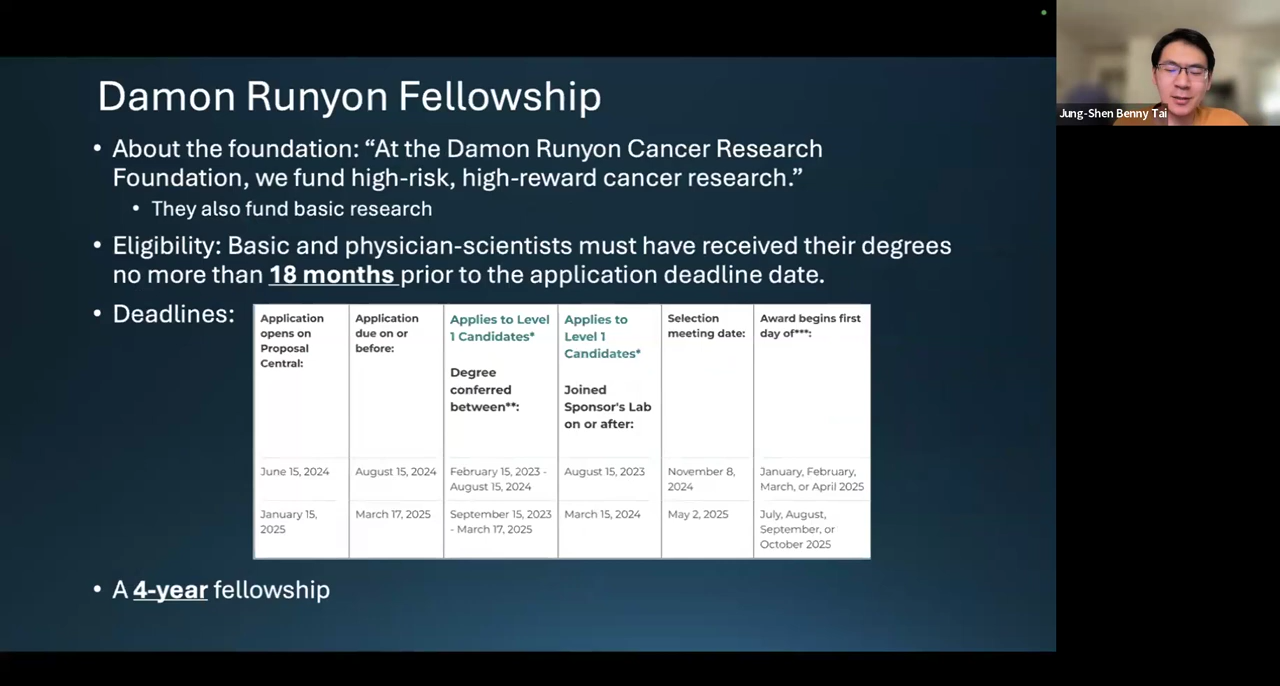 Damon Runyon Fellowship
• About the foundation: “At the Damon Runyon Cancer Research
Foundation, we fund high-risk, high-reward cancer research.”
• They also fund basic research
• Eligibility: Basic and physician-scientists must have received their degrees
no more than 18 months prior to the application deadline date.
• Deadlines:
Application
opens on
Proposal
Central:
Application
due on or
before:
Applies to Level
1 Candidates*
Degree
conferred
between**:
Applies to
Level 1
Candidates*
Joined
Sponsor's Lab
on or after:
Selection
meeting date:
Award begins first
day of***:
June 15, 2024
August 15, 2024
February 15, 2023 -
August 15, 2024
August 15, 2023
November 8,
2024
January, February,
March, or April 2025
January 15,
2025
March 17, 2025
September 15, 2023
- March 17, 2025
March 15, 2024
May 2, 2025
July, August,
September, or
October 2025
• A 4-year fellowship
Jung-Shen Benny Tai